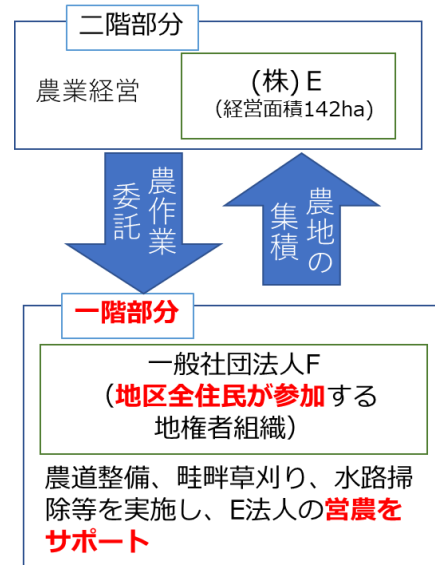 二階部分
農業経営
(株)E
(経営面積142ha)
農作業
委託
農地の
集積
一階部分
一般社団法人F
(地区全住民が参加する
地権者組織)
農道整備、畦畔草刈り、水路掃
除等を実施し、E法人の営農を
サポート